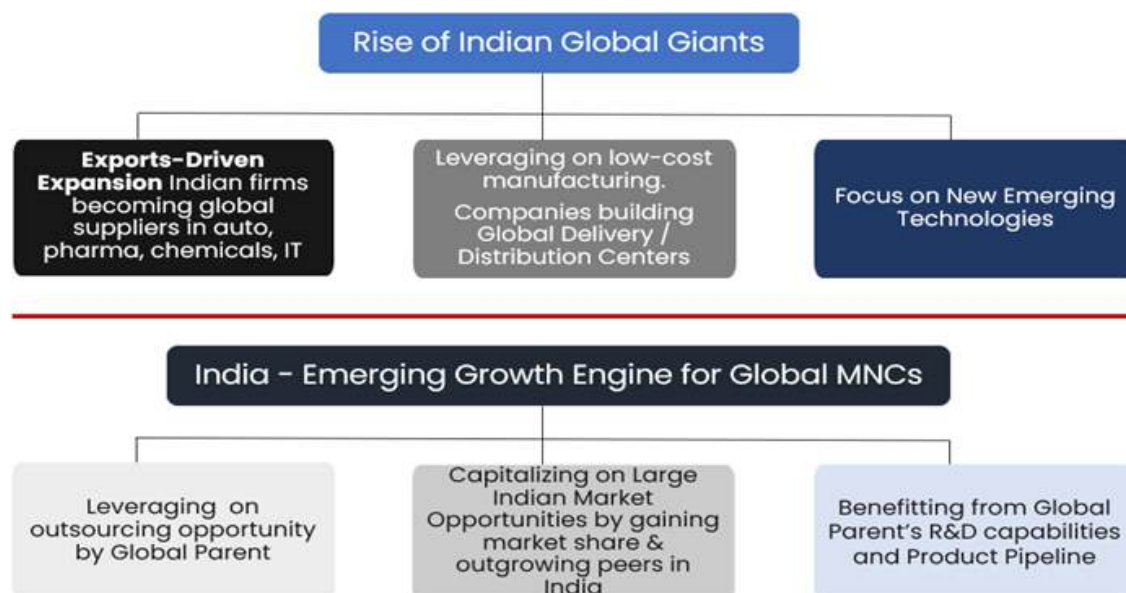 Rise of Indian Global Giants
Exports-Driven
Expansion Indian firms
becoming global
suppliers in auto,
pharma, chemicals, IT
Leveraging on low-cost
manufacturing.
Companies building
Global Delivery /
Distribution Centers
Focus on New Emerging
Technologies
India - Emerging Growth Engine for Global MNCs
Leveraging on
outsourcing opportunity
by Global Parent
Capitalizing on Large
Indian Market
Opportunities by gaining
market share &
outgrowing peers in
India
Benefitting from Global
Parent's R&D capabilities
and Product Pipeline